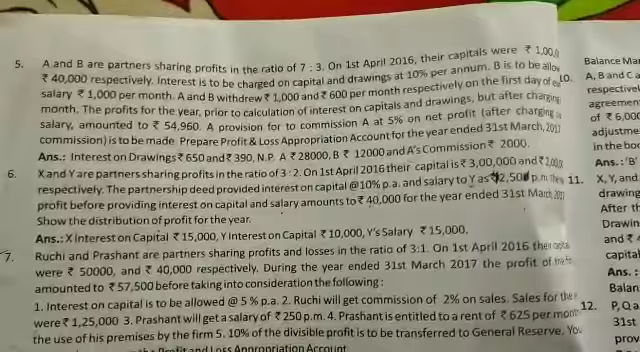 5. A and B are partners sharing profits in the ratio of 7 : 3. On 1st April 2016, their capitals were ₹ 1,00,
₹ 40,000 respectively. Interest is to be charged on capital and drawings at 10% per annum. B is to be allow
salary ₹ 1,000 per month. A and B withdrew ₹ 1,000 and ₹ 600 per month respectively on the first day of
month. The profits for the year, prior to calculation of interest on capitals and drawings, but after charging
salary, amounted to ₹ 54,960. A provision for to commission A at 5% on net profit (after charging
commission) is to be made Prepare Profit & Loss Appropriation Account for the year ended 31st March, 2017
Ans.: Interest on Drawings ₹ 650 and ₹ 390, N.P. A ₹ 28000, B ₹ 12000 and A's Commission ₹ 2000.
6. X and Y are partners sharing profits in the ratio of 3 : 2. On 1st April 2016 their capital is ₹ 3,00,000 and ₹
respectively. The partnership deed provided interest on capital @10% p.a. and salary to Y as 2,500 p.m.
profit before providing interest on capital and salary amounts to ₹ 40,000 for the year ended 31st March
Show the distribution of profit for the year.
Ans.: X Interest on Capital ₹ 15,000, Y Interest on Capital ₹ 10,000, Y's Salary ₹ 15,000.
7. Ruchi and Prashant are partners sharing profits and losses in the ratio of 3:1. On 1st April 2016
were ₹ 50000, and ₹ 40,000 respectively. During the year ended 31st March 2017 the profit of
amounted to ₹ 57,500 before taking into consideration the following :
1. Interest on capital is to be allowed @ 5 % p.a. 2. Ruchi will get commission of 2% on sales. Sales for the
were ₹ 1,25,000 3. Prashant will get a salary of ₹ 250 p.m. 4. Prashant is entitled to a rent of ₹ 625 per
the use of his premises by the firm 5. 10% of the divisible profit is to be transferred to General Reserve. You
Profit and Loss Appropriation Account
Balance
10. A, B and C a
respectivel
agreemen
of ₹ 6,000
adjustme
in the bo
Ans.: 'B'
11. X, Y, and
drawing
After th
Drawin
and ₹
capital
Ans. :
Balan
12. P, Q a
31st
prov